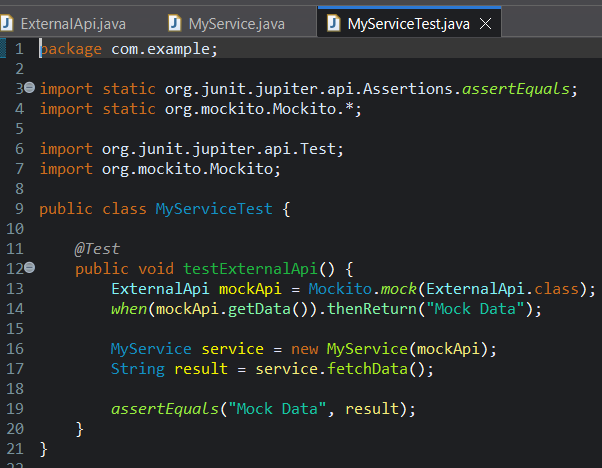 ExternalApi.java MyService.java MyServiceTest.java
1 package com.example;
2
3 import static org.junit.jupiter.api.Assertions.assertEquals;
4 import static org.mockito.Mockito.*;
5
6 import org.junit.jupiter.api.Test;
7 import org.mockito.Mockito;
8
9 public class MyServiceTest {
10
11     @Test
12     public void testExternalApi() {
13         ExternalApi mockApi = Mockito.mock(ExternalApi.class);
14         when(mockApi.getData()).thenReturn("Mock Data");
15
16         MyService service = new MyService(mockApi);
17         String result = service.fetchData();
18
19         assertEquals("Mock Data", result);
20     }
21 }
22